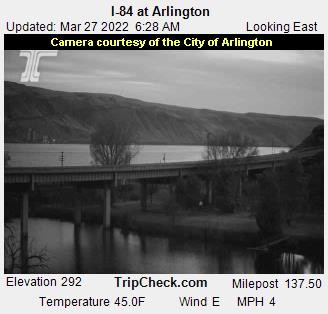 I-84 at Arlington
Updated: Mar 27 2022 6:28 AM Looking East
Camera courtesy of the City of Arlington
Elevation 292 TripCheck.com Milepost 137.50
Temperature 45.0F Wind E MPH 4